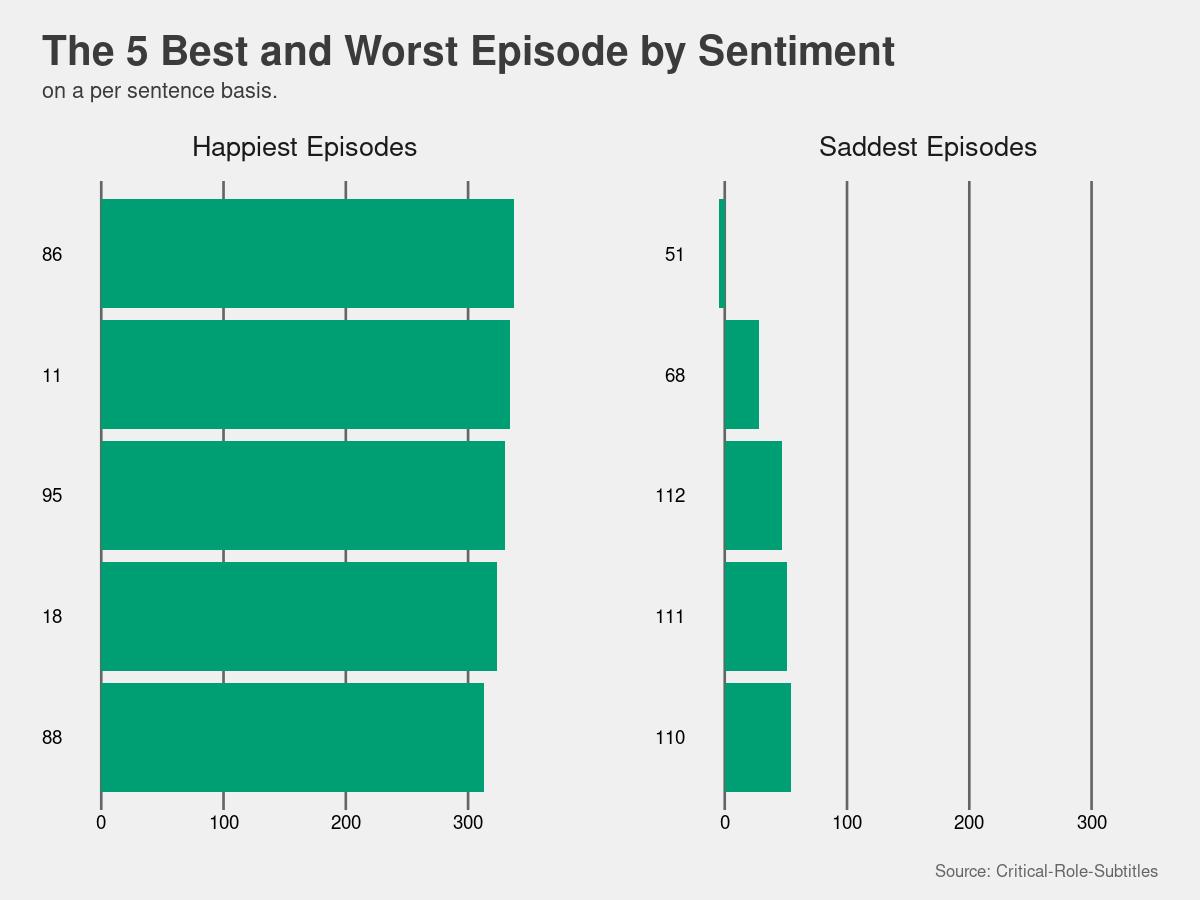 The 5 Best and Worst Episode by Sentiment
on a per sentence basis.
Happiest Episodes
86
11
95
18
88
0 100 200 300
Saddest Episodes
51
68
112
111
110
0 100 200 300
Source: Critical-Role-Subtitles